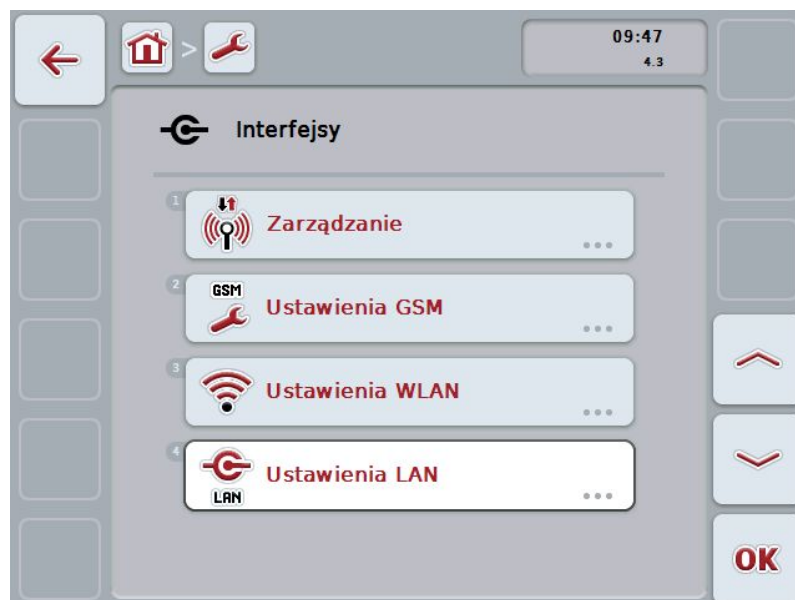 >
09:47
4.3
Interfejsy
1
Zarządzanie
2
GSM
Ustawienia GSM
3
Ustawienia WLAN
4
LAN
Ustawienia LAN
OK